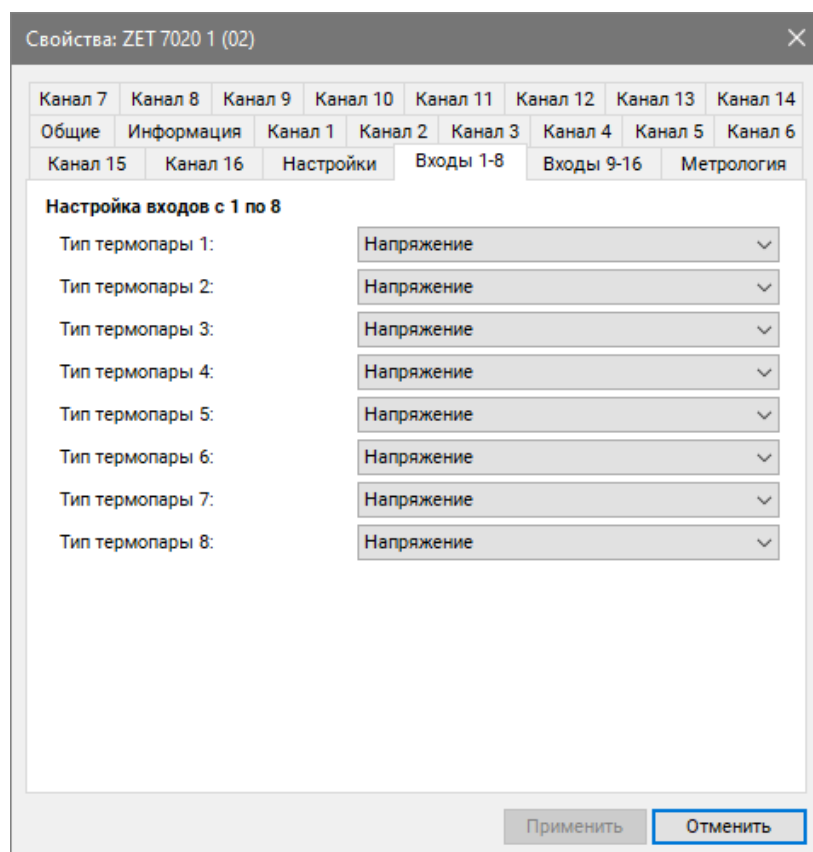 Свойства: ZET 7020 1 (02)
Канал 7 Канал 8 Канал 9 Канал 10 Канал 11 Канал 12 Канал 13 Канал 14
Общие Информация Канал 1 Канал 2 Канал 3 Канал 4 Канал 5 Канал 6
Канал 15 Канал 16 Настройки Входы 1-8 Входы 9-16 Метрология
Настройка входов с 1 по 8
Тип термопары 1: Напряжение
Тип термопары 2: Напряжение
Тип термопары 3: Напряжение
Тип термопары 4: Напряжение
Тип термопары 5: Напряжение
Тип термопары 6: Напряжение
Тип термопары 7: Напряжение
Тип термопары 8: Напряжение
Применить Отменить